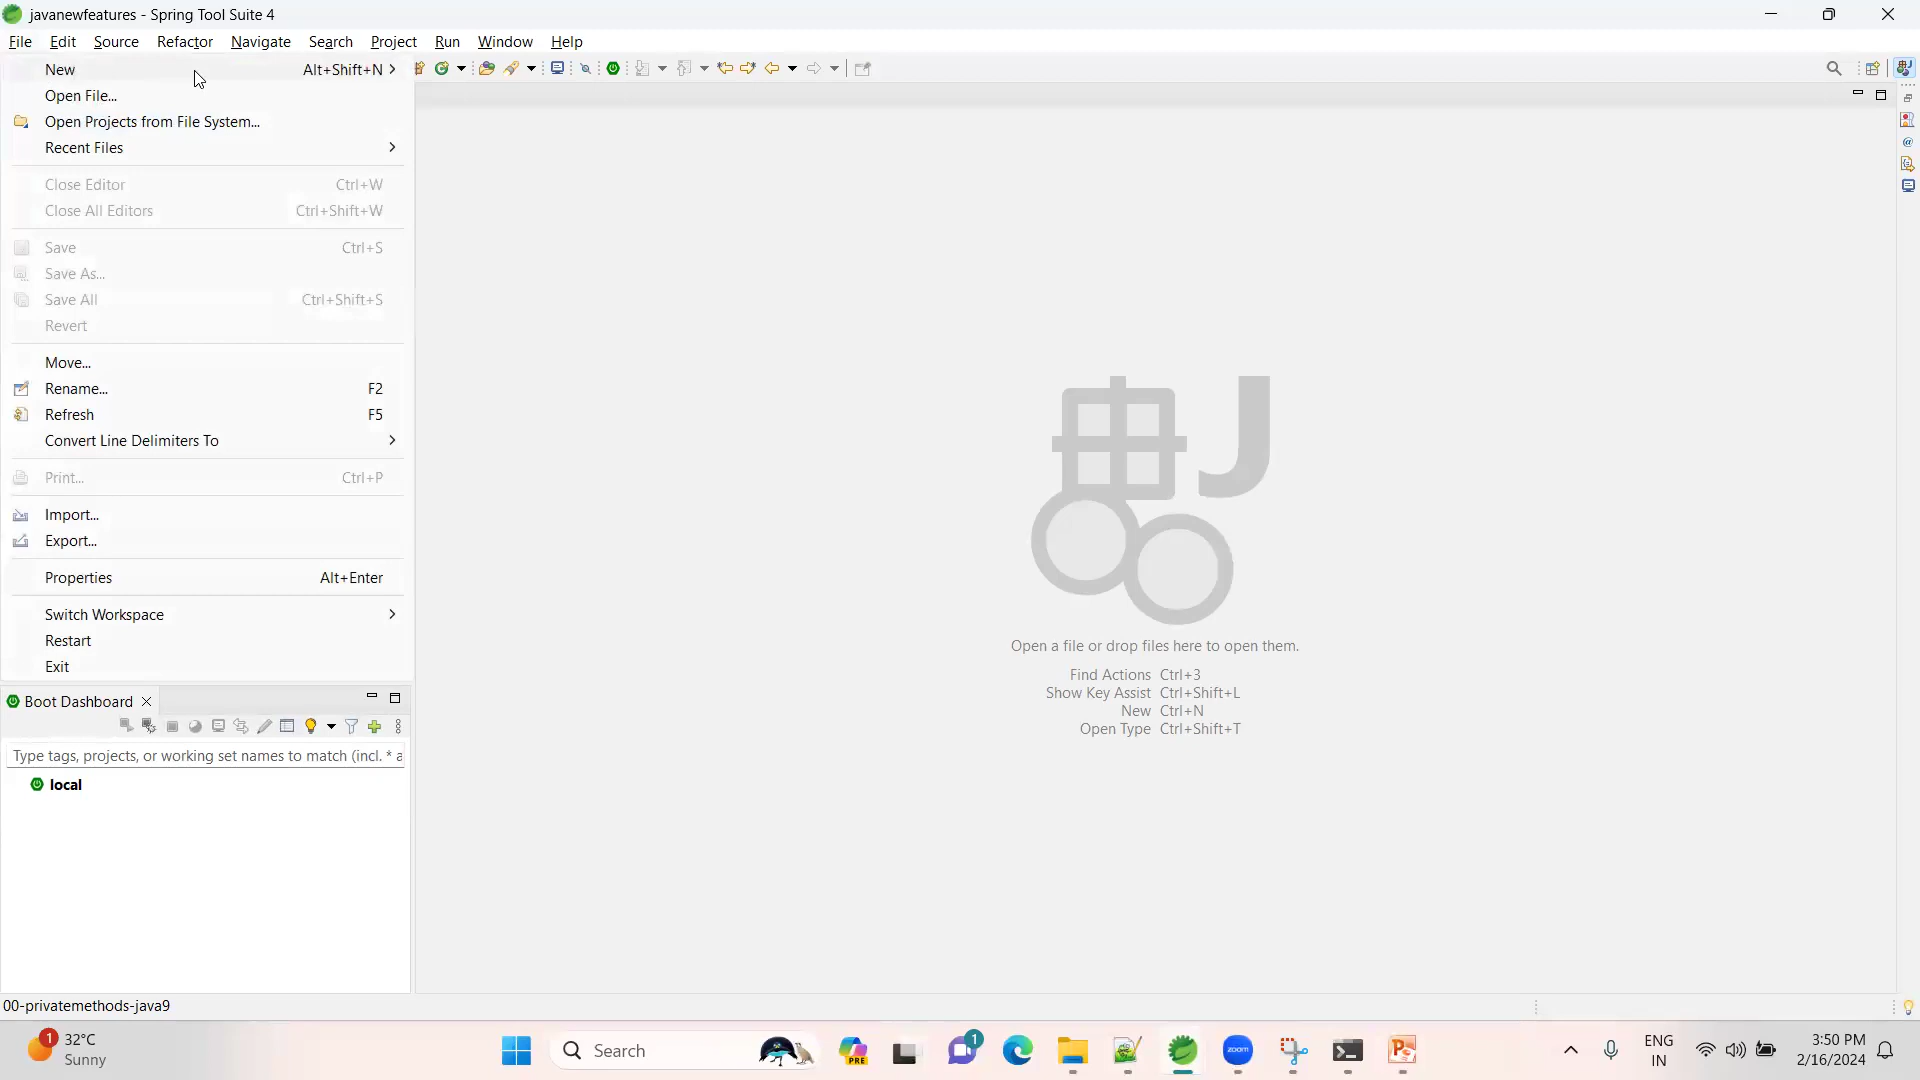 javanewfeatures - Spring Tool Suite 4
File Edit Source Refactor Navigate Search Project Run Window Help
New Alt+Shift+N
Open File...
Open Projects from File System...
Recent Files
Close Editor Ctrl+W
Close All Editors Ctrl+Shift+W
Save Ctrl+S
Save As...
Save All Ctrl+Shift+S
Revert
Move...
Rename... F2
Refresh F5
Convert Line Delimiters To
Print... Ctrl+P
Import...
Export...
Properties Alt+Enter
Switch Workspace
Restart
Exit
J
Open a file or drop files here to open them.
Find Actions Ctrl+3
Show Key Assist Ctrl+Shift+L
New Ctrl+N
Open Type Ctrl+Shift+T
Boot Dashboard
Type tags, projects, or working set names to match (incl. * a
local
00-privatemethods-java9
1
32°C
Sunny
Search
PRE
1
zoom
ENG
IN
3:50 PM
2/16/2024